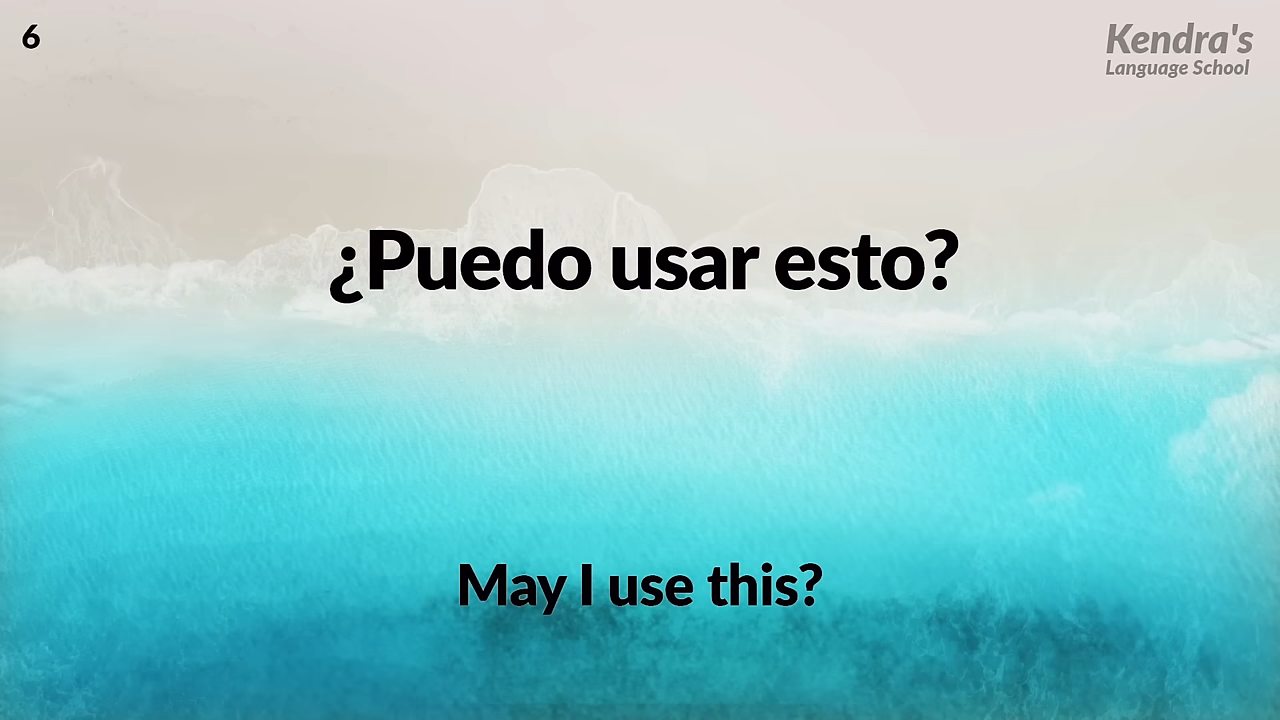 6
Kendra's
Language School
¿Puedo usar esto?
May I use this?